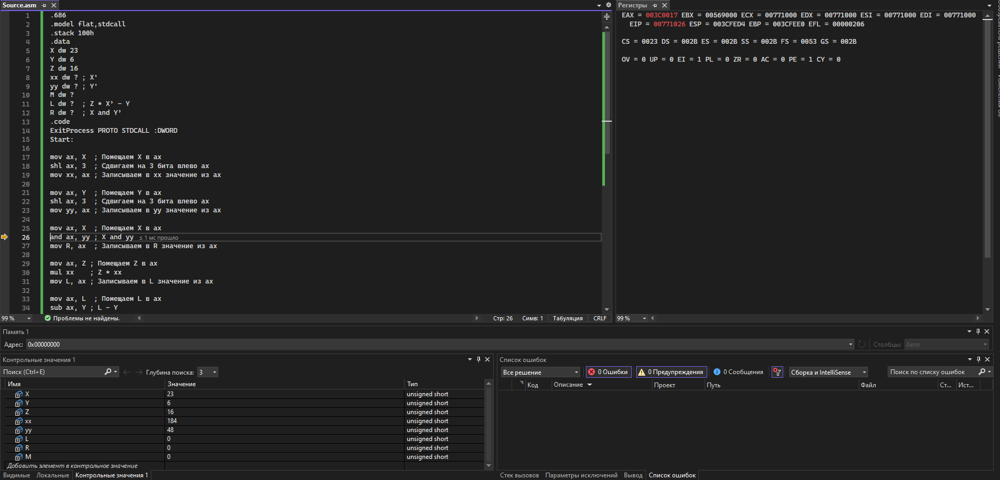 Source.asm
1 .686
2 .model flat,stdcall
3 .stack 100h
4 .data
5 X dw 23
6 Y dw 6
7 Z dw 16
8 xx dw ? ; X'
9 yy dw ? ; Y'
10 M dw ?
11 L dw ?  ; Z * X’ - Y
12 R dw ?  ; X and Y’
13 .code
14 ExitProcess PROTO STDCALL :DWORD
15 Start:
16
17 mov ax, X  ; Помещаем X в ax
18 shl ax, 3  ; Сдвигаем на 3 бита влево ax
19 mov xx, ax ; Записываем в xx значение из ax
20
21 mov ax, Y  ; Помещаем Y в ax
22 shl ax, 3  ; Сдвигаем на 3 бита влево ax
23 mov yy, ax ; Записываем в yy значение из ax
24
25 mov ax, X  ; Помещаем X в ax
26 and ax, yy ; X and yy ≤ 1 мс прошло
27 mov R, ax  ; Записываем в R значение из ax
28
29 mov ax, Z ; Помещаем Z в ax
30 mul xx    ; Z * xx
31 mov L, ax ; Записываем в L значение из ax
32
33 mov ax, L  ; Помещаем L в ax
34 sub ax, Y ; L - Y
99 % Проблемы не найдены. Стр: 26 Симв: 1 Табуляция CRLF
Регистры
EAX = 003C0017 EBX = 00569000 ECX = 00771000 EDX = 00771000 ESI = 00771000 EDI = 00771000
EIP = 00771026 ESP = 003CFED4 EBP = 003CFEE0 EFL = 00000206
CS = 0023 DS = 002B ES = 002B SS = 002B FS = 0053 GS = 002B
OV = 0 UP = 0 EI = 1 PL = 0 ZR = 0 AC = 0 PE = 1 CY = 0
99 %
Память 1
Адрес: 0x00000000 Столбцы: Авто
Контрольные значения 1
Поиск (Ctrl+E) Глубина поиска: 3
Имя Значение Тип
X 23 unsigned short
Y 6 unsigned short
Z 16 unsigned short
xx 184 unsigned short
yy 48 unsigned short
L 0 unsigned short
R 0 unsigned short
M 0 unsigned short
Добавить элемент в контрольное значение
Видимые Локальные Контрольные значения 1
Список ошибок
Все решение 0 Ошибки 0 Предупреждения 0 Сообщения Сборка и IntelliSense Поиск по списку ошибок
Код Описание Проект Путь Файл Ст... Ист...
Стек вызовов Параметры исключений Вывод Список ошибок